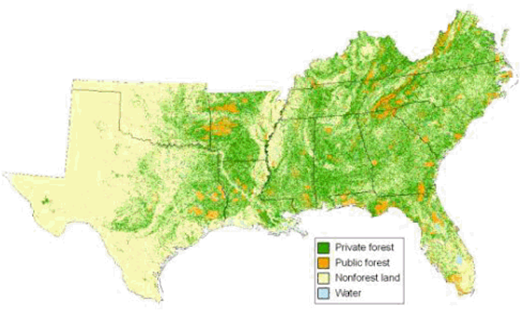 Private forest
Public forest
Nonforest land
Water